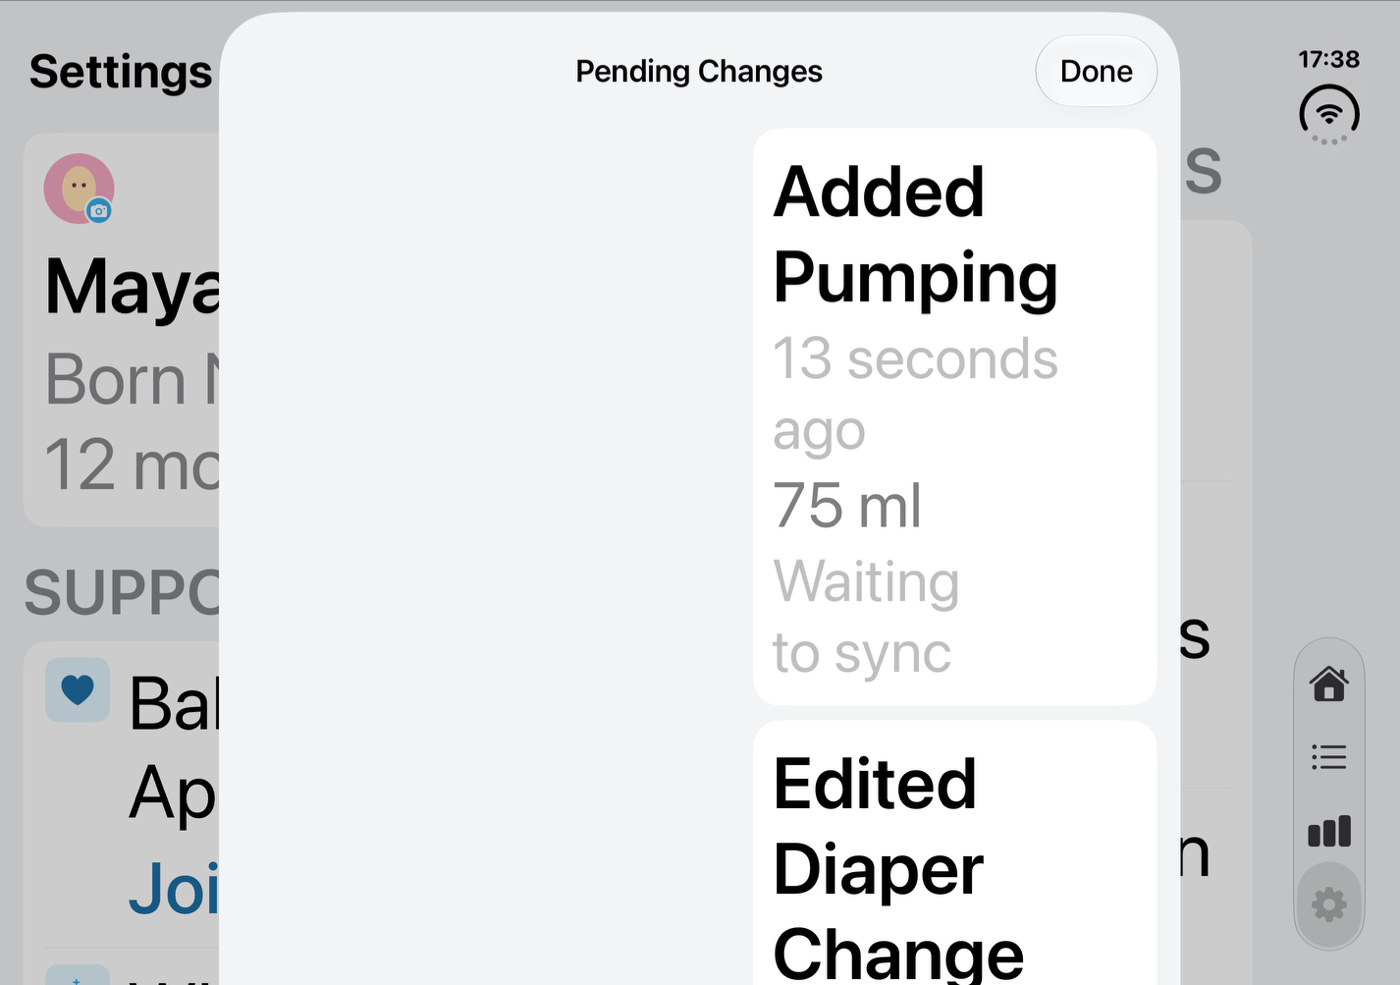 Settings
Pending Changes
Done
17:38
Maya
Born
12 mo
SUPPO
Joi
S
s
n
Added
Pumping
13 seconds
ago
75 ml
Waiting
to sync
Edited
Diaper
Change